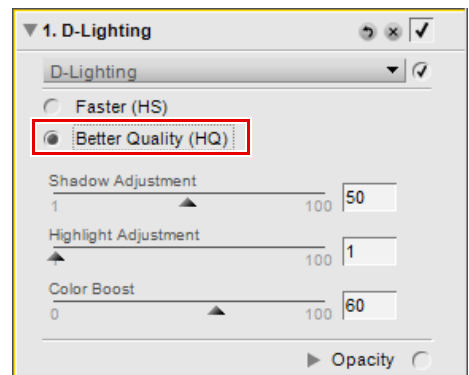 1. D-Lighting
D-Lighting
Faster (HS)
Better Quality (HQ)
Shadow Adjustment
1 100 50
Highlight Adjustment
1 100 1
Color Boost
0 100 60
Opacity